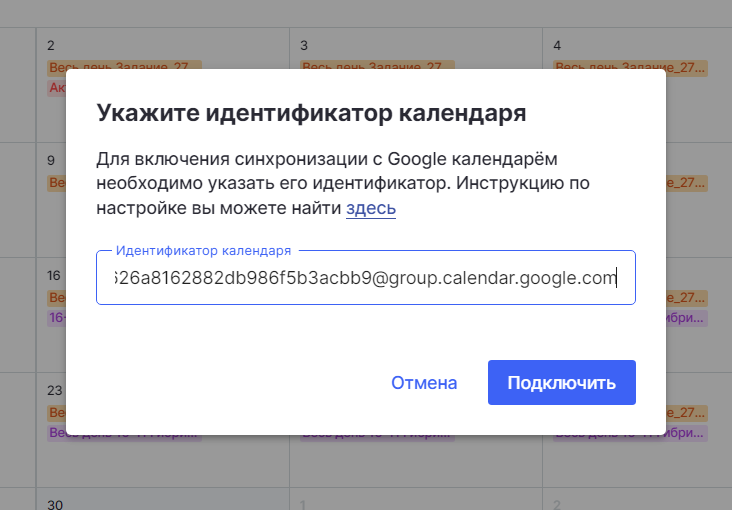 2
3
4
Весь день Задание_27...
Весь день Задание_27...
Весь день Задание_27...
Ак
Укажите идентификатор календаря
9
Для включения синхронизации с Google календарём
необходимо указать его идентификатор. Инструкцию по
настройке вы можете найти здесь
Ве
е_27...
Идентификатор календаря
626a8162882db986f5b3acbb9@group.calendar.google.com
16
Ве
е_27...
16-
ибри...
Отмена
Подключить
23
Ве
е_27...
Весь день 16-17 Гибри...
Весь день 16-17 Гибри...
Весь день 16-17 Гибри...
30
1
2